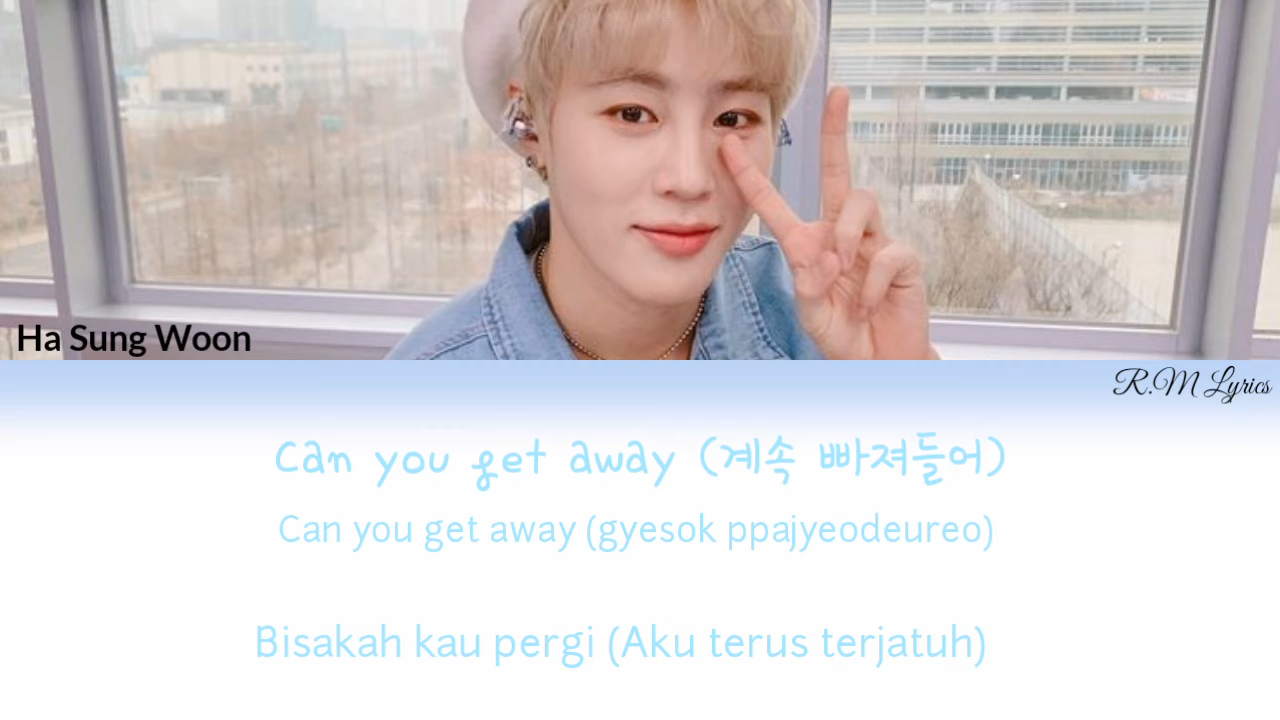 Ha Sung Woon
R.M Lyrics
Can you get away (계속 빠져들어)
Can you get away (gyesok ppajyeodeureo)
Bisakah kau pergi (Aku terus terjatuh)